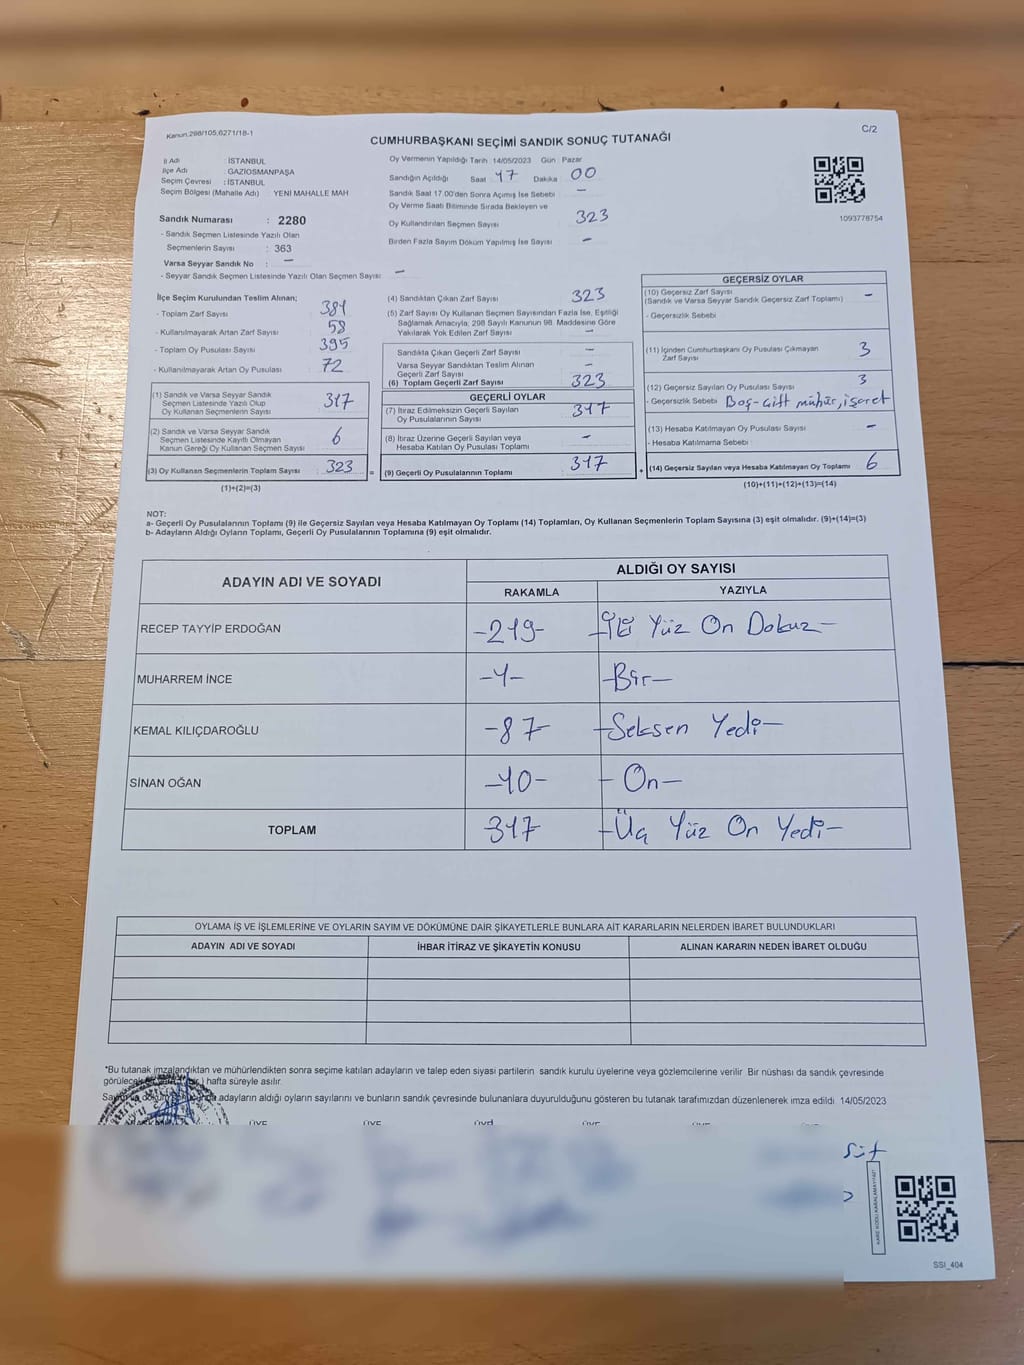 Kanun.298/105,6271/18-1
C/2
CUMHURBAŞKANI SEÇİMİ SANDIK SONUÇ TUTANAĞI
İl Adı : İSTANBUL
İlçe Adı : GAZİOSMANPAŞA
Seçim Çevresi : İSTANBUL
Seçim Bölgesi (Mahalle Adı) YENİ MAHALLE MAH
Sandık Numarası : 2280
- Sandık Seçmen Listesinde Yazılı Olan
Seçmenlerin Sayısı : 363
Varsa Seyyar Sandık No : —
- Seyyar Sandık Seçmen Listesinde Yazılı Olan Seçmen Sayısı —
Oy Vermenin Yapıldığı Tarih :14/05/2023 Gün : Pazar
Sandığın Açıldığı Saat 17 Dakika 00
Sandık Saat 17.00'den Sonra Açımış İse Sebebi –
Oy Verme Saati Bitiminde Sırada Bekleyen ve
Oy Kullandırılan Seçmen Sayısı 323
Birden Fazla Sayım Döküm Yapılmış İse Sayısı –
1093778754
İlçe Seçim Kurulundan Teslim Alınan;
- Toplam Zarf Sayısı 381
- Kullanılmayarak Artan Zarf Sayısı 58
- Toplam Oy Pusulası Sayısı 395
- Kullanılmayarak Artan Oy Pusulası 72
(1) Sandık ve Varsa Seyyar Sandık
Seçmen Listesinde Yazılı Olup
Oy Kullanan Seçmenlerin Sayısı 317
(2) Sandık ve Varsa Seyyar Sandık
Seçmen Listesinde Kayıtlı Olmayan
Kanun Gereği Oy Kullanan Seçmen Sayısı 6
(3) Oy Kullanan Seçmenlerin Toplam Sayısı 323
(1)+(2)=(3)
(4) Sandıktan Çıkan Zarf Sayısı 323
(5) Zarf Sayısı Oy Kullanan Seçmen Sayısından Fazla İse, Eşitliği
Sağlamak Amacıyla; 298 Sayılı Kanunun 98. Maddesine Göre
Yakılarak Yok Edilen Zarf Sayısı –
Sandıkta Çıkan Geçerli Zarf Sayısı –
Varsa Seyyar Sandıktan Teslim Alınan
Geçerli Zarf Sayısı –
(6) Toplam Geçerli Zarf Sayısı 323
GEÇERLİ OYLAR
(7) İtiraz Edilmeksizin Geçerli Sayılan
Oy Pusulalarının Sayısı 317
(8) İtiraz Üzerine Geçerli Sayılan veya
Hesaba Katılan Oy Pusulası Toplamı –
= (9) Geçerli Oy Pusulalarının Toplamı 317 +
GEÇERSİZ OYLAR
(10) Geçersiz Zarf Sayısı
(Sandık ve Varsa Seyyar Sandık Geçersiz Zarf Toplamı) –
- Geçersizlik Sebebi :
(11) İçinden Cumhurbaşkanı Oy Pusulası Çıkmayan
Zarf Sayısı 3
(12) Geçersiz Sayılan Oy Pusulası Sayısı 3
- Geçersizlik Sebebi : Boş-Çift mühür, işaret
(13) Hesaba Katılmayan Oy Pusulası Sayısı –
- Hesaba Katılmama Sebebi :
(14) Geçersiz Sayılan veya Hesaba Katılmayan Oy Toplamı 6
(10)+(11)+(12)+(13)=(14)
NOT:
a- Geçerli Oy Pusulalarının Toplamı (9) ile Geçersiz Sayılan veya Hesaba Katılmayan Oy Toplamı (14) Toplamları, Oy Kullanan Seçmenlerin Toplam Sayısına (3) eşit olmalıdır. (9)+(14)=(3)
b- Adayların Aldığı Oyların Toplamı, Geçerli Oy Pusulalarının Toplamına (9) eşit olmalıdır.
ADAYIN ADI VE SOYADI
ALDIĞI OY SAYISI
RAKAMLA YAZIYLA
RECEP TAYYİP ERDOĞAN -219- -İki Yüz On Dokuz-
MUHARREM İNCE -1- -Bir-
KEMAL KILIÇDAROĞLU -87- -Seksen Yedi-
SİNAN OĞAN -10- -On-
TOPLAM 317 -Üç Yüz On Yedi-
OYLAMA İŞ VE İŞLEMLERİNE VE OYLARIN SAYIM VE DÖKÜMÜNE DAİR ŞİKAYETLERLE BUNLARA AİT KARARLARIN NELERDEN İBARET BULUNDUKLARI
ADAYIN ADI VE SOYADI İHBAR İTİRAZ VE ŞİKAYETİN KONUSU ALINAN KARARIN NEDEN İBARET OLDUĞU
*Bu tutanak imzalandıktan ve mühürlendikten sonra seçime katılan adayların ve talep eden siyasi partilerin sandık kurulu üyelerine veya gözlemcilerine verilir. Bir nüshası da sandık çevresinde
hafta süreyle asılır.
adayların aldığı oyların sayılarını ve bunların sandık çevresinde bulunanlara duyurulduğunu gösteren bu tutanak tarafımızdan düzenlenerek imza edildi. 14/05/2023
ÜYE ÜYE ÜYE ÜYE
SSI_404